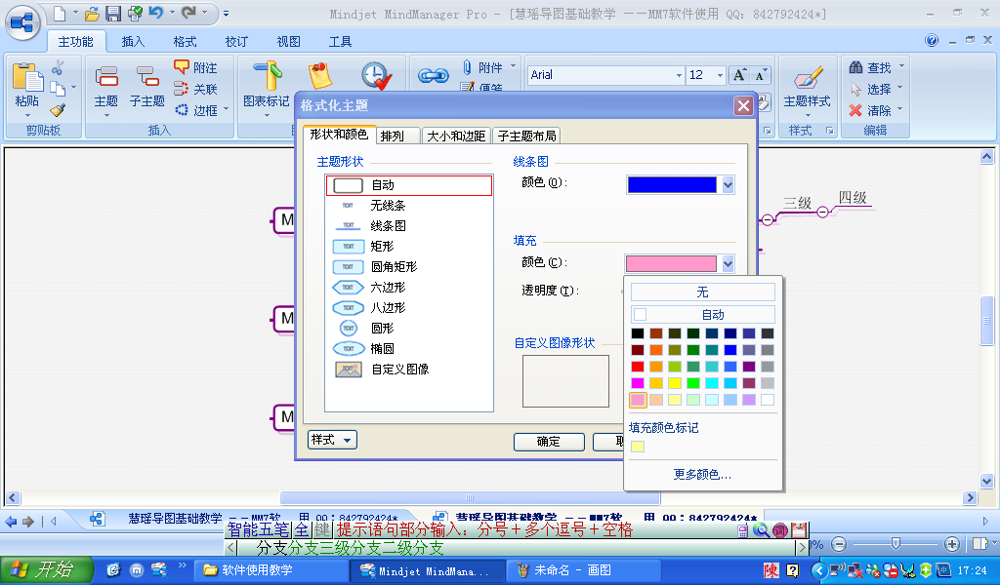 Mindjet MindManager Pro - [慧瑶导图基础教学 －－MM7软件使用 QQ：842792424*]
主功能 插入 格式 校订 视图 工具
粘贴 主题 子主题 附注 关联 边框 图表标记 附件 便笺 Arial 12 主题样式 查找 选择 清除
剪贴板 插入 样式 编辑
格式化主题
形状和颜色 排列 大小和边距 子主题布局
主题形状
自动
TEXT 无线条
TEXT 线条图
TEXT 矩形
TEXT 圆角矩形
TEXT 六边形
TEXT 八边形
TEXT 圆形
TEXT 椭圆
TEXT 自定义图像
线条图
颜色(O):
填充
颜色(C):
透明度(T):
自定义图像形状
样式 确定 取
无
自动
填充颜色标记
更多颜色...
M
M
M
三级 四级
慧瑶导图基础教学 －－MM7软 用 QQ：842792424*
慧瑶导图基础教学 －－MM7软 用 QQ：842792424*
智能五笔 全 键 提示语句部分输入：分号＋多个逗号＋空格
分支分支三级分支二级分支
开始 软件使用教学 Mindjet MindMana... 未命名 - 画图 陳 17:24